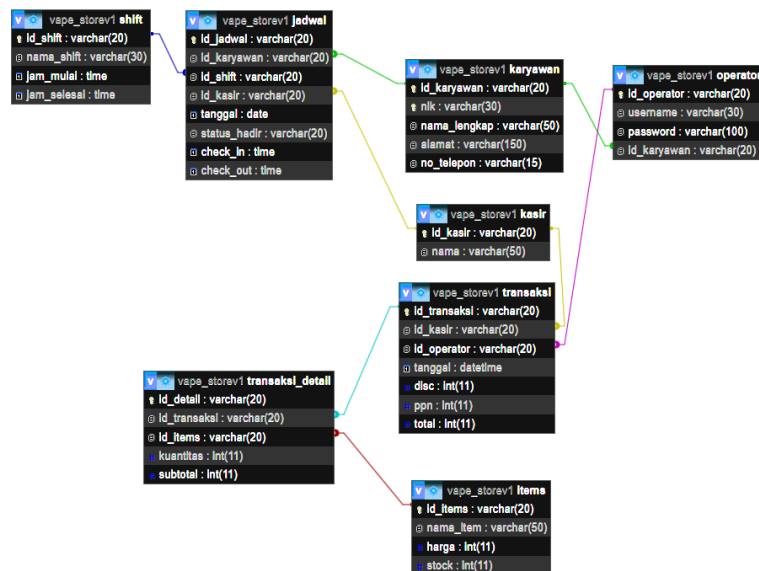 vape_storev1 shift
id_shift : varchar(20)
nama_shift : varchar(30)
jam_mulai : time
jam_selesai : time
vape_storev1 jadwal
id_jadwal : varchar(20)
id_karyawan : varchar(20)
id_shift : varchar(20)
id_kasir : varchar(20)
tanggal : date
status_hadir : varchar(20)
check_in : time
check_out : time
vape_storev1 karyawan
id_karyawan : varchar(20)
nik : varchar(30)
nama_lengkap : varchar(50)
alamat : varchar(150)
no_telepon : varchar(15)
vape_storev1 operator
id_operator : varchar(20)
username : varchar(30)
password : varchar(100)
id_karyawan : varchar(20)
vape_storev1 kasir
id_kasir : varchar(20)
nama : varchar(50)
vape_storev1 transaksi
id_transaksi : varchar(20)
id_kasir : varchar(20)
id_operator : varchar(20)
tanggal : datetime
disc : int(11)
ppn : int(11)
total : int(11)
vape_storev1 transaksi_detail
id_detail : varchar(20)
id_transaksi : varchar(20)
id_items : varchar(20)
kuantitas : int(11)
subtotal : int(11)
vape_storev1 items
id_items : varchar(20)
nama_item : varchar(50)
harga : int(11)
stock : int(11)